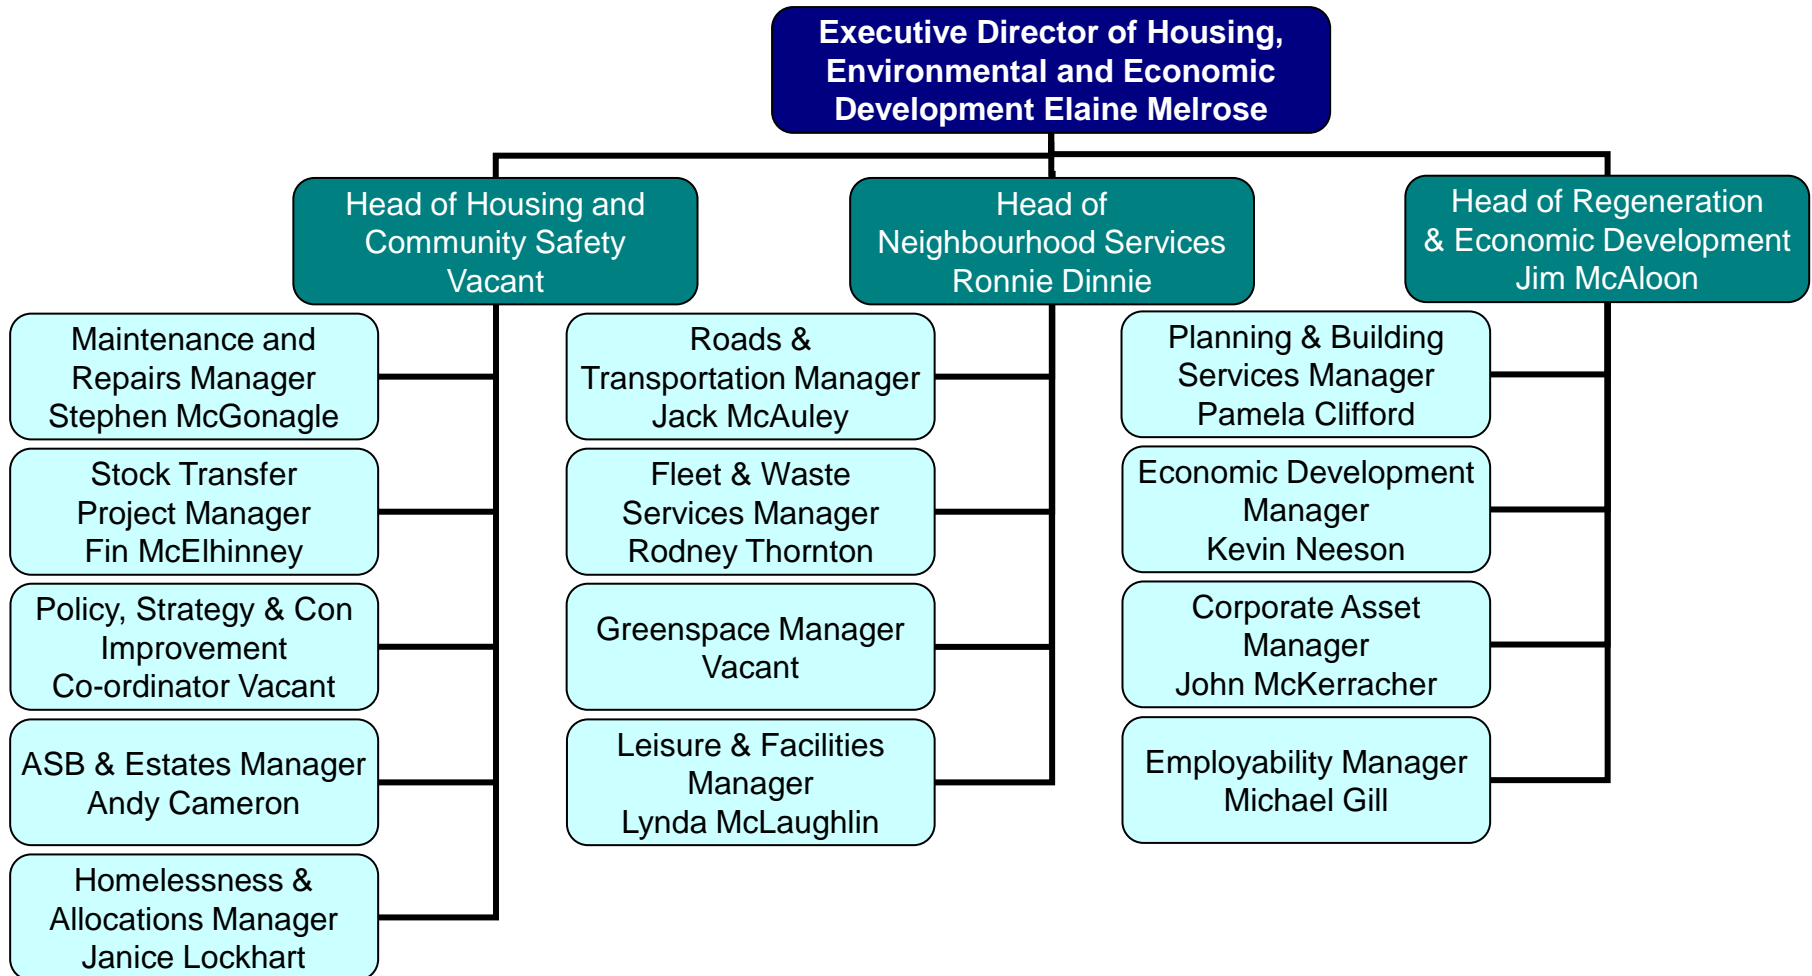 Executive Director of Housing,
Environmental and Economic
Development Elaine Melrose
Head of Housing and
Community Safety
Vacant
Maintenance and
Repairs Manager
Stephen McGonagle
Stock Transfer
Project Manager
Fin McElhinney
Policy, Strategy & Con
Improvement
Co-ordinator Vacant
ASB & Estates Manager
Andy Cameron
Homelessness &
Allocations Manager
Janice Lockhart
Head of
Neighbourhood Services
Ronnie Dinnie
Roads &
Transportation Manager
Jack McAuley
Fleet & Waste
Services Manager
Rodney Thornton
Greenspace Manager
Vacant
Leisure & Facilities
Manager
Lynda McLaughlin
Head of Regeneration
& Economic Development
Jim McAloon
Planning & Building
Services Manager
Pamela Clifford
Economic Development
Manager
Kevin Neeson
Corporate Asset
Manager
John McKerracher
Employability Manager
Michael Gill